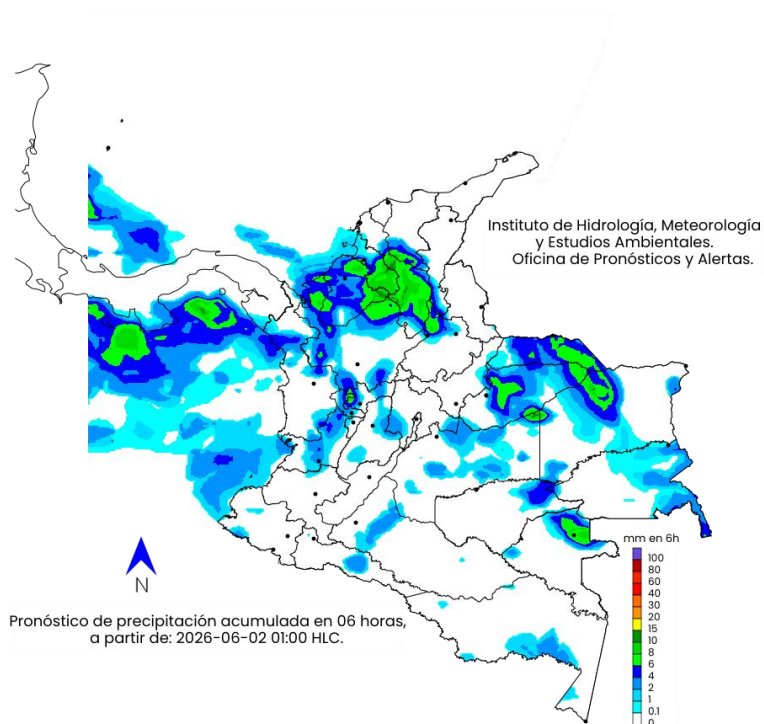 Instituto de Hidrología, Meteorología
y Estudios Ambientales.
Oficina de Pronósticos y Alertas.
N
Pronóstico de precipitación acumulada en 06 horas,
a partir de: 2026-06-02 01:00 HLC.
mm en 6h
100
80
60
40
30
20
15
10
8
6
4
2
1
0.1
0